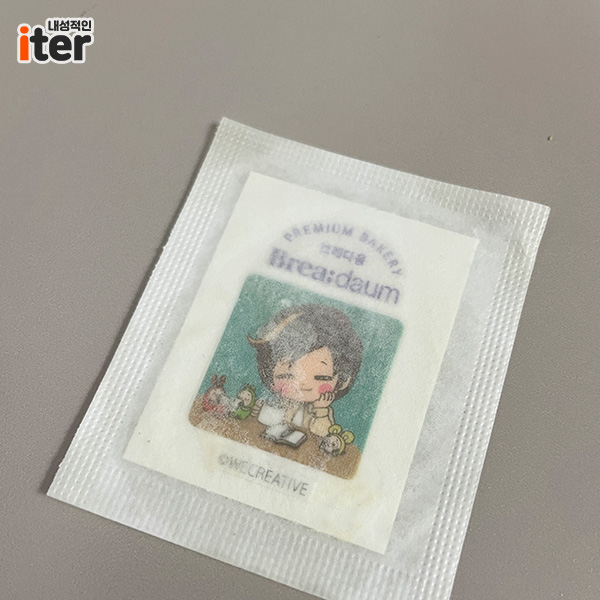 내성적인
iter
PREMIUM BAKERY
브레다움
Brea:daum
©WECREATIVE